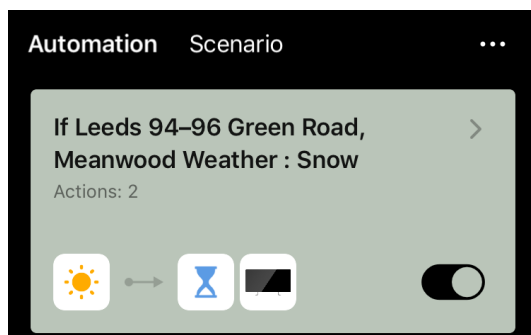 Automation Scenario
If Leeds 94–96 Green Road,
Meanwood Weather : Snow
Actions: 2